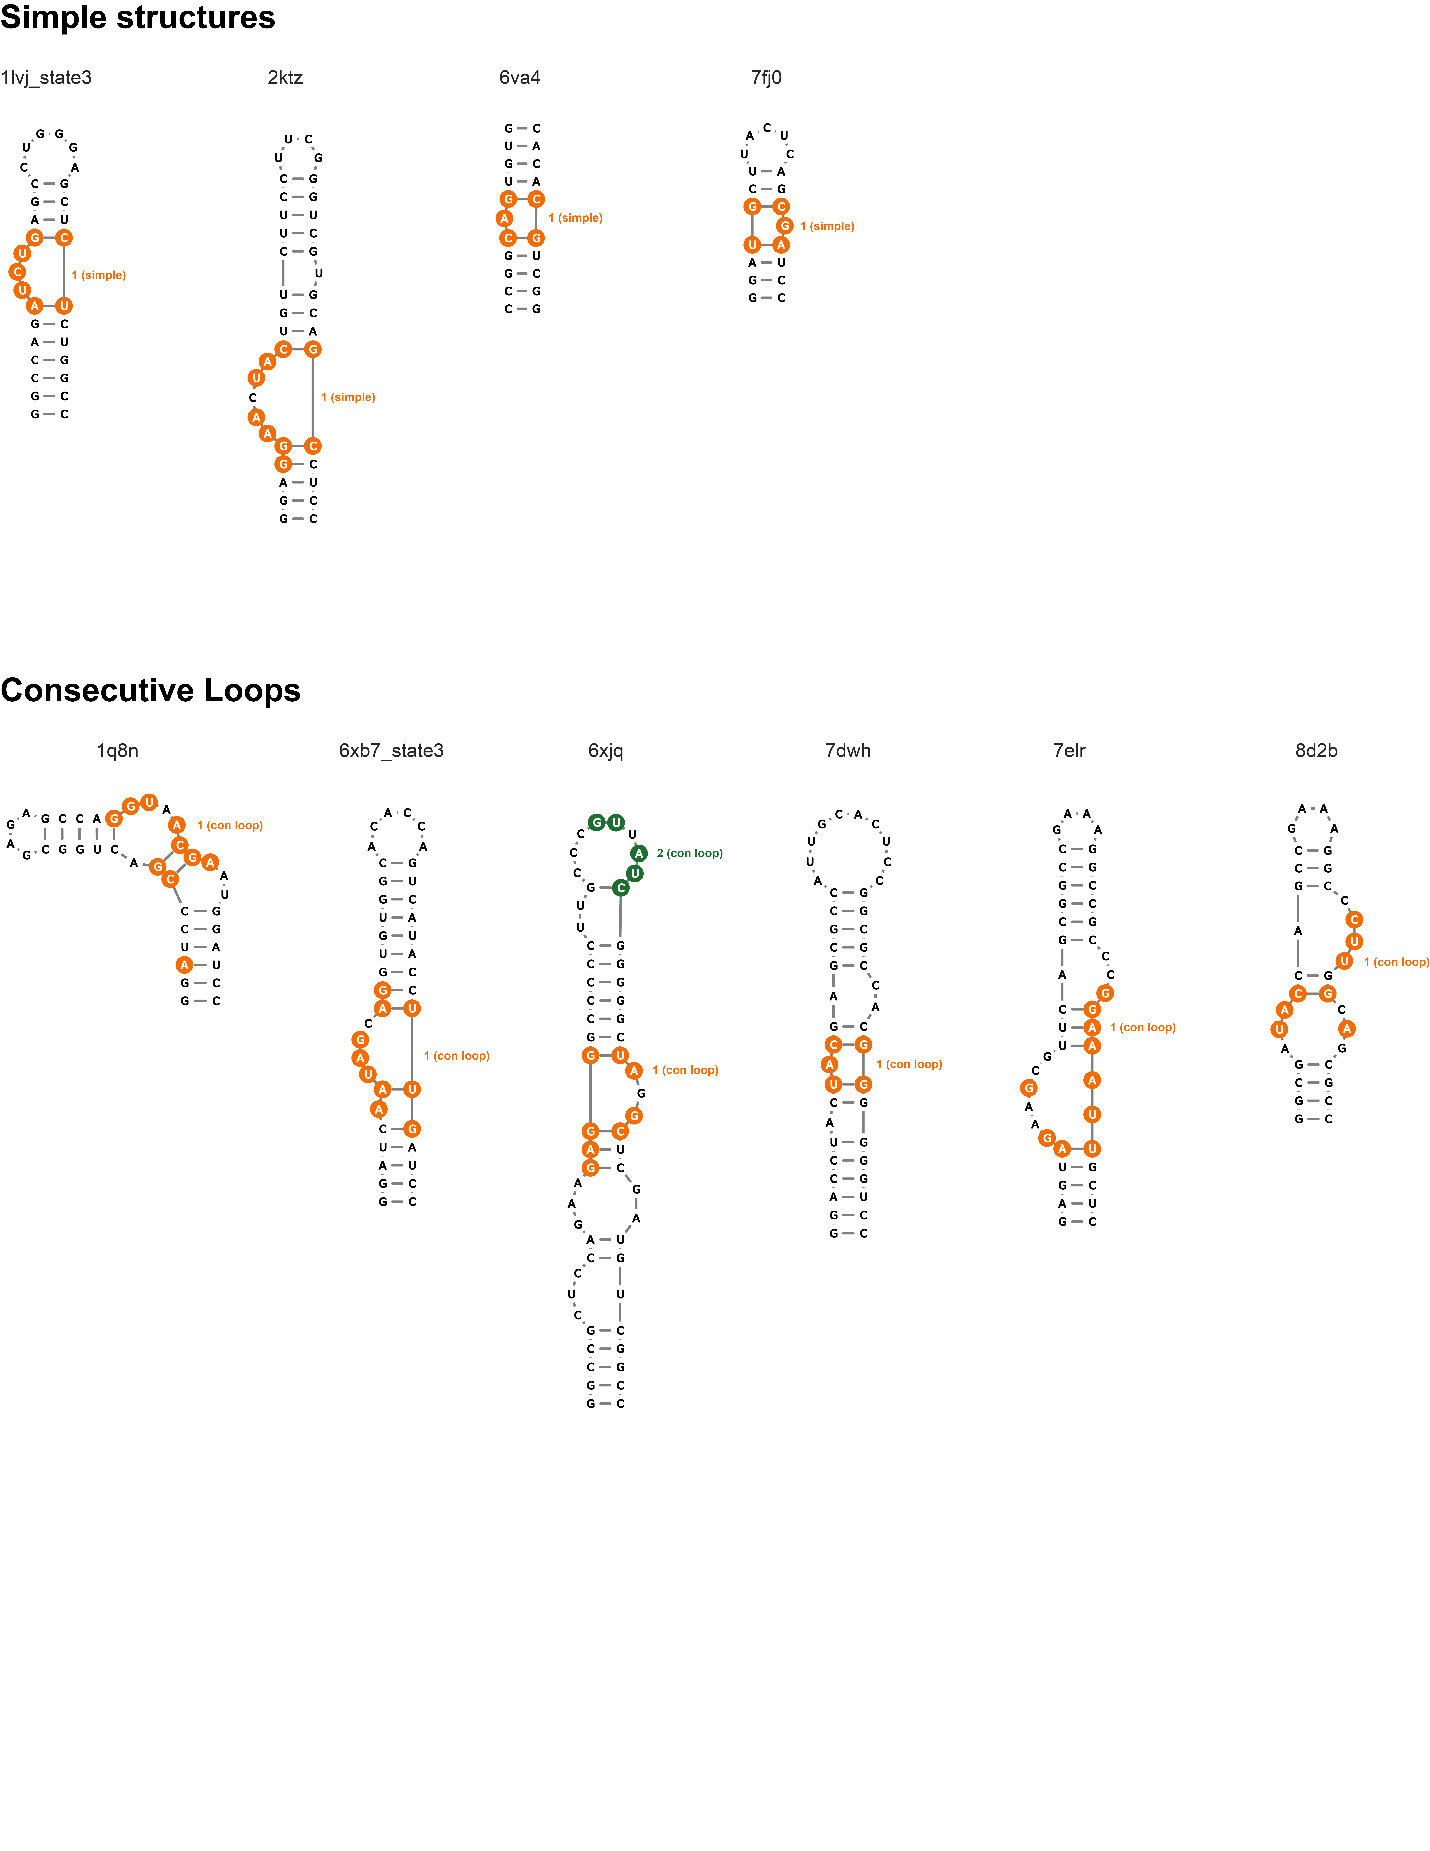 Simple structures
1lvj_state3
G G
U G
C A
C G
G C
A U
G C
U
C 1 (simple)
U
A U
G C
A U
C G
C G
G C
G C
2ktz
U C
U G
C G
C G
U U
U C
C G
U
U G
G C
U A
C G
A
U
C 1 (simple)
A
A
G C
G C
A U
G C
G C
6va4
G C
U A
G C
U A
G C
A 1 (simple)
C G
G U
G C
C G
C G
7fj0
C
A U
U C
U A
C G
G C
G 1 (simple)
U A
A U
G C
G C
Consecutive Loops
1q8n
G A G C C A G G U A A 1 (con loop)
A G C G G U C A G C C G A A U
C G
C G
U A
A U
G C
G C
6xb7_state3
A C
C C
A A
C G
G U
G C
U A
G U
U A
G C
G C
A U
C
G
A 1 (con loop)
U
A U
A
C G
U A
A U
G C
G C
6xjq
G U
C U
C A 2 (con loop)
C U
G C
U
U
C G
C G
C G
C G
C G
G C
G U
A 1 (con loop)
G
G
G C
A U
G C
A G
A A
G
A U
C G
C
U U
C
G C
C G
C G
G C
G C
7dwh
C A
G C
U U
U C
A C
C G
C G
G C
C G
G C
C
A A
G C
C G
A 1 (con loop)
U G
C G
A
U G
C G
C G
A U
G C
G C
7elr
A A
G A
C G
C G
G C
G C
C G
G C
C
C
A G
C G
U A 1 (con loop)
U A
G
C A
G
A U
A
G
A U
U G
G C
A U
G C
8d2b
A A
G A
C G
C G
G C
C
C
A U
U 1 (con loop)
C G
C G
A C
U A
A G
G C
C G
G C
G C